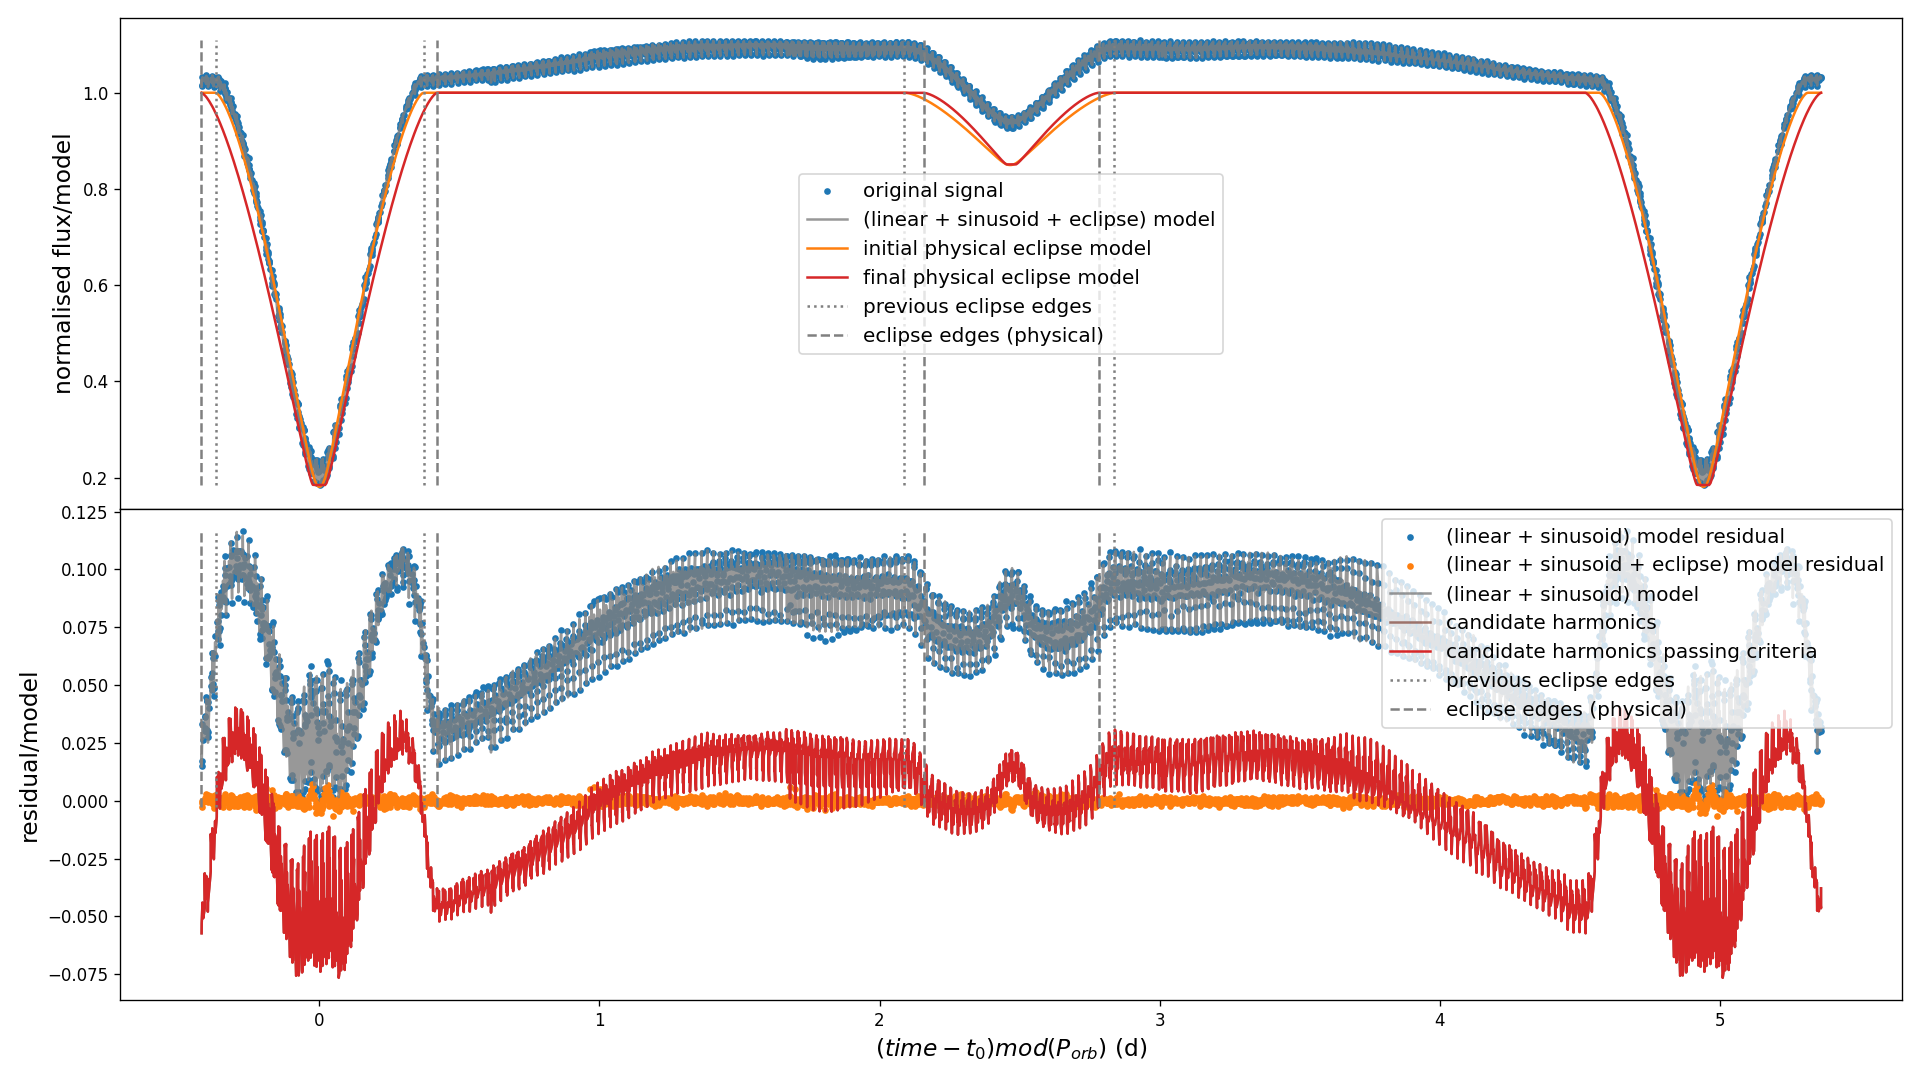 normalised flux/model
1.0
0.8
0.6
0.4
0.2
original signal
(linear + sinusoid + eclipse) model
initial physical eclipse model
final physical eclipse model
previous eclipse edges
eclipse edges (physical)
residual/model
0.125
0.100
0.075
0.050
0.025
0.000
−0.025
−0.050
−0.075
(linear + sinusoid) model residual
(linear + sinusoid + eclipse) model residual
(linear + sinusoid) model
candidate harmonics
candidate harmonics passing criteria
previous eclipse edges
eclipse edges (physical)
0 1 2 3 4 5
(time − t₀)mod(Pₒᵣb) (d)